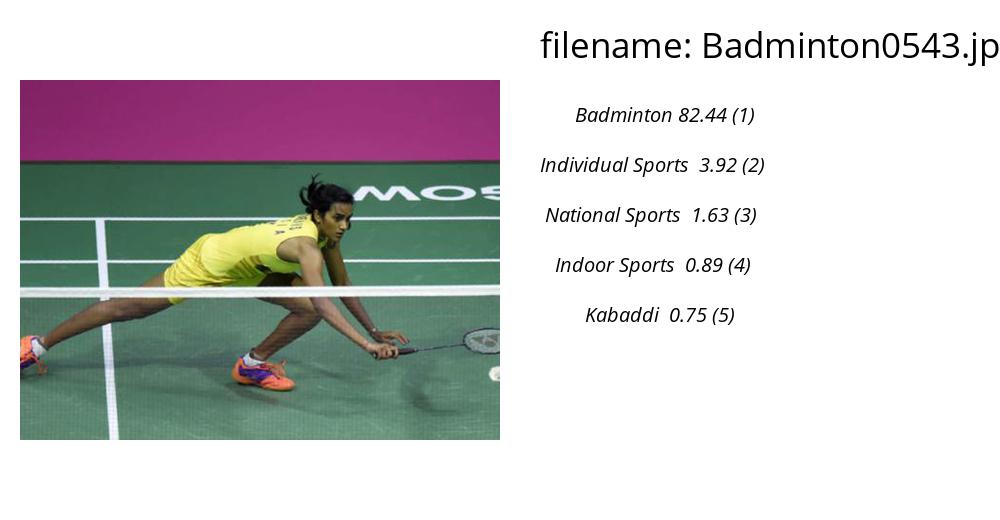 filename: Badminton0543.jp
Badminton 82.44 (1)
Individual Sports 3.92 (2)
National Sports 1.63 (3)
Indoor Sports 0.89 (4)
Kabaddi 0.75 (5)